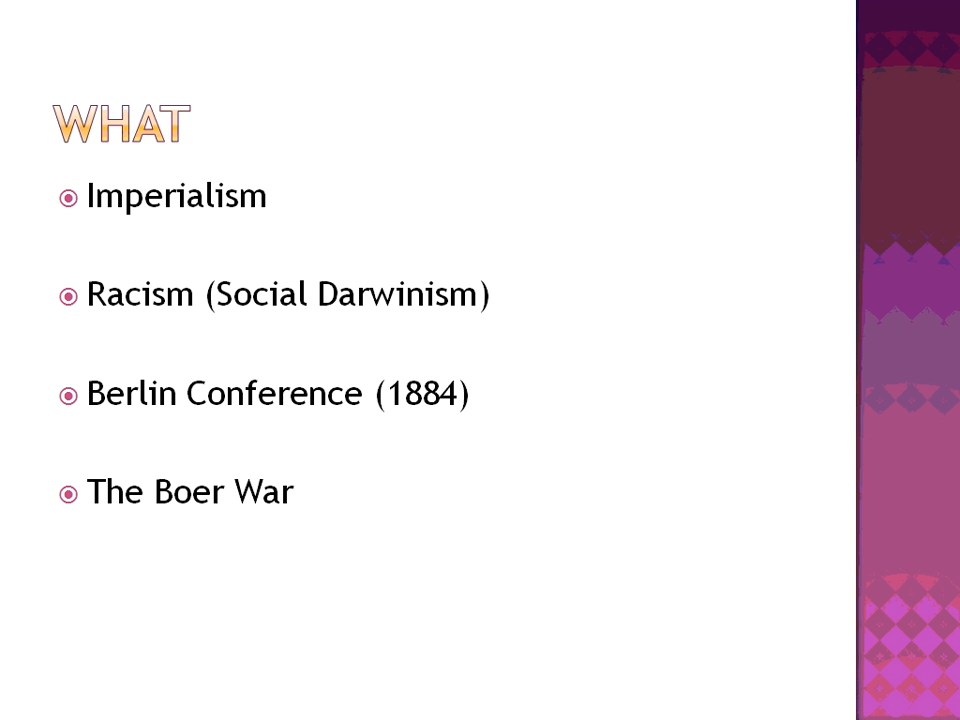 WHAT
Imperialism
Racism (Social Darwinism)
Berlin Conference (1884)
The Boer War